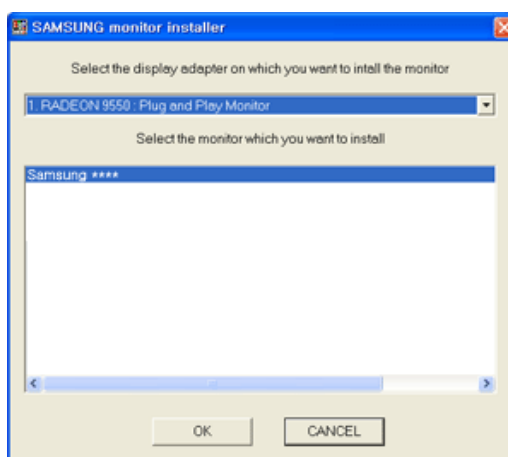 SAMSUNG monitor installer
Select the display adapter on which you want to intall the monitor
1. RADEON 9550 : Plug and Play Monitor
Select the monitor which you want to install
Samsung ****
OK
CANCEL